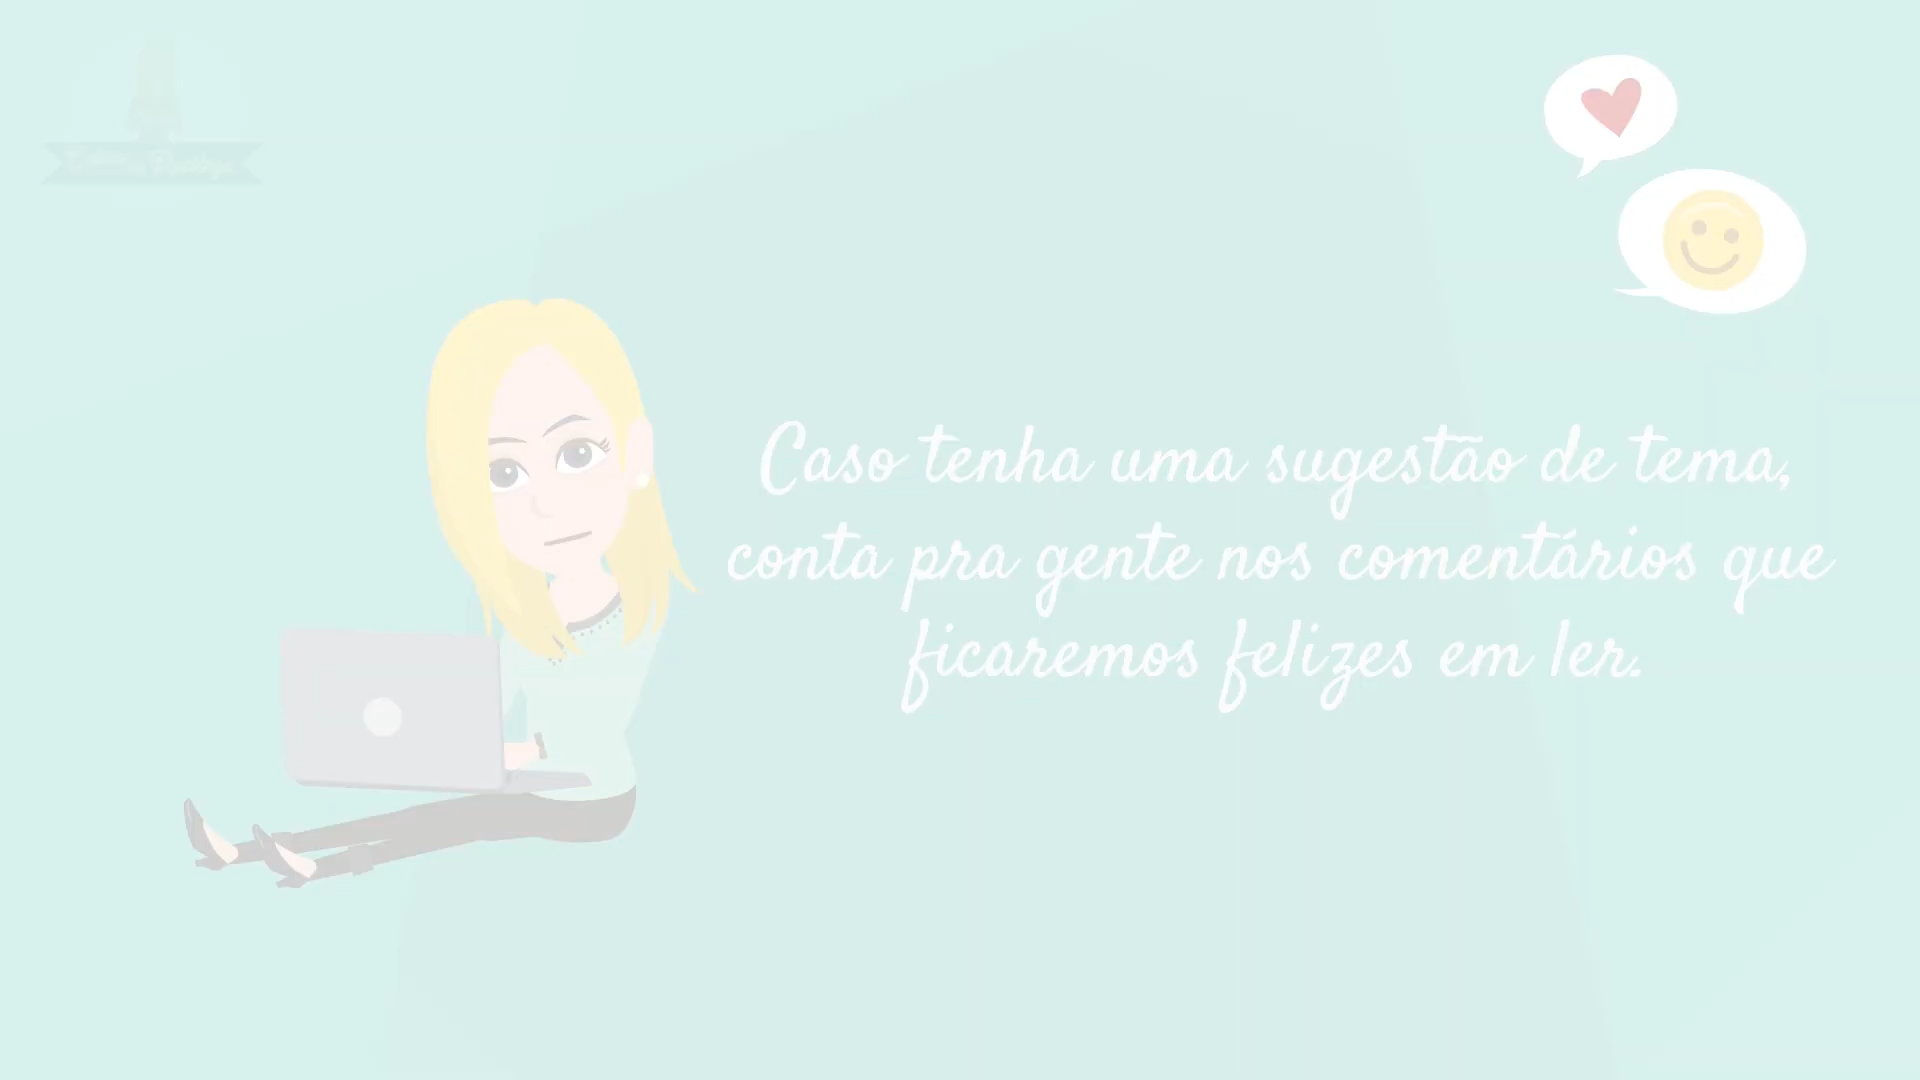 Caso tenha uma sugestão de tema,
conta pra gente nos comentários que
ficaremos felizes em ler.